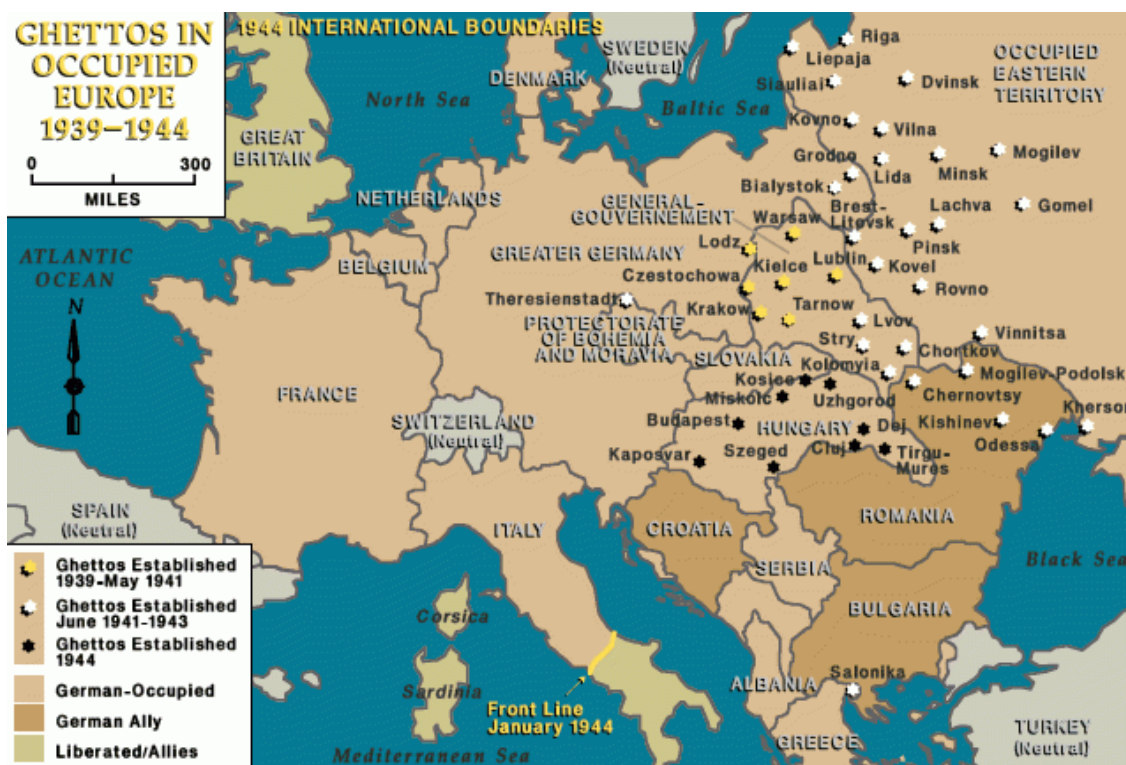 GHETTOS IN
OCCUPIED
EUROPE
1939–1944
0 300
MILES
1944 INTERNATIONAL BOUNDARIES
SWEDEN
(Neutral)
DENMARK
North Sea
Baltic Sea
GREAT
BRITAIN
Riga
Liepaja
Siauliai
Dvinsk
OCCUPIED
EASTERN
TERRITORY
Kovno
Vilna
Grodno
Lida
Minsk
Mogilev
Bialystok
NETHERLANDS
GENERAL-
GOUVERNEMENT
Warsaw
Brest-
Litovsk
Lachva
Gomel
Pinsk
ATLANTIC
OCEAN
BELGIUM
GREATER GERMANY
Lodz
Kielce
Lublin
Kovel
Czestochowa
Rovno
Theresienstadt
Krakow
Tarnow
Lvov
N
PROTECTORATE
OF BOHEMIA
AND MORAVIA
Stry
Vinnitsa
SLOVAKIA
Chortkov
Kolomyia
Mogilev-Podolsk
FRANCE
Kosice
Uzhgorod
Chernovtsy
Miskolc
SWITZERLAND
(Neutral)
Budapest
HUNGARY
Dej
Kishinev
Kherson
Odessa
Kaposvar
Szeged
Cluj
Tirgu-
Mures
SPAIN
(Neutral)
ITALY
CROATIA
ROMANIA
SERBIA
Black Sea
BULGARIA
Corsica
Sardinia
ALBANIA
Salonika
Front Line
January 1944
GREECE
TURKEY
(Neutral)
Mediterranean Sea
Ghettos Established
1939-May 1941
Ghettos Established
June 1941-1943
Ghettos Established
1944
German-Occupied
German Ally
Liberated/Allies